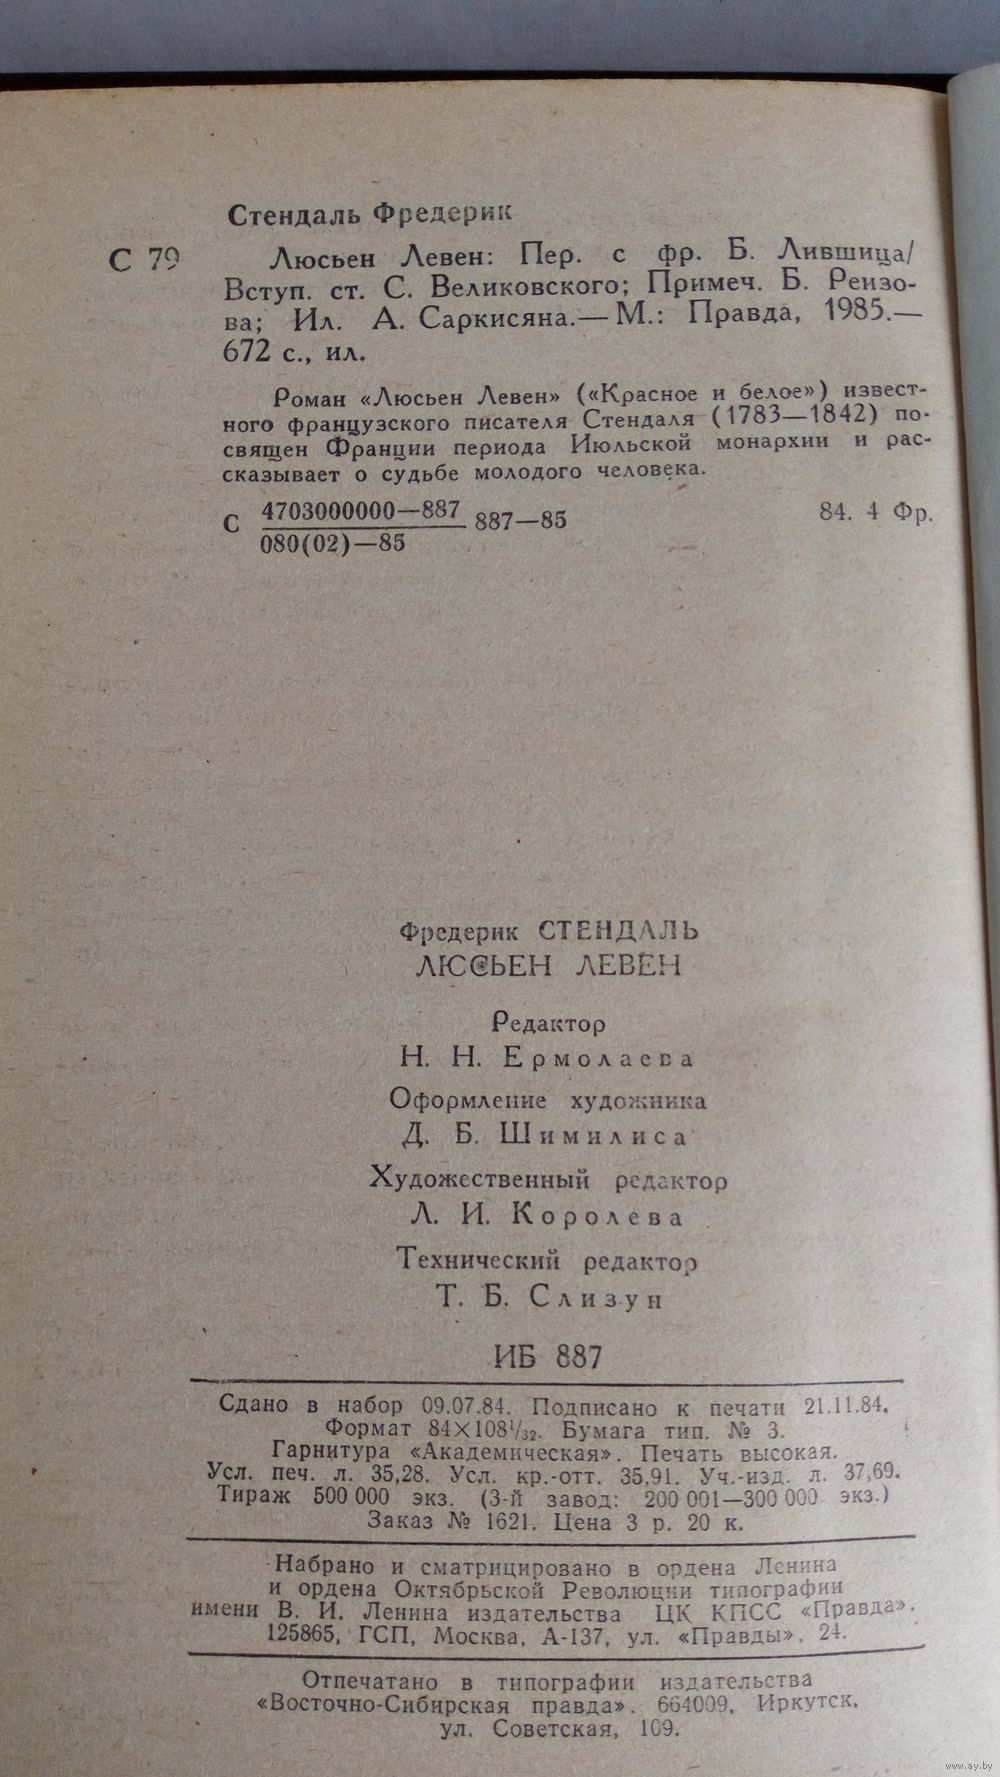 Стендаль Фредерик
С 79 Люсьен Левен: Пер. с фр. Б. Лившица/
Вступ. ст. С. Великовского; Примеч. Б. Реизо-
ва; Ил. А. Саркисяна.— М.: Правда, 1985.—
672 с., ил.
Роман «Люсьен Левен» («Красное и белое») извест-
ного французского писателя Стендаля (1783—1842) по-
священ Франции периода Июльской монархии и рас-
сказывает о судьбе молодого человека.
С 4703000000—887 887—85 84. 4 Фр.
080(02)—85
Фредерик СТЕНДАЛЬ
ЛЮСЬЕН ЛЕВЕН
Редактор
Н. Н. Ермолаева
Оформление художника
Д. Б. Шимилиса
Художественный редактор
Л. И. Королева
Технический редактор
Т. Б. Слизун
ИБ 887
Сдано в набор 09.07.84. Подписано к печати 21.11.84.
Формат 84×108 1/32. Бумага тип. № 3.
Гарнитура «Академическая». Печать высокая.
Усл. печ. л. 35,28. Усл. кр.-отт. 35,91. Уч.-изд. л. 37,69.
Тираж 500 000 экз. (3-й завод: 200 001—300 000 экз.)
Заказ № 1621. Цена 3 р. 20 к.
Набрано и сматрицировано в ордена Ленина
и ордена Октябрьской Революции типографии
имени В. И. Ленина издательства ЦК КПСС «Правда».
125865, ГСП, Москва, А-137, ул. «Правды», 24.
Отпечатано в типографии издательства
«Восточно-Сибирская правда». 664009, Иркутск,
ул. Советская, 109.
www.ay.by